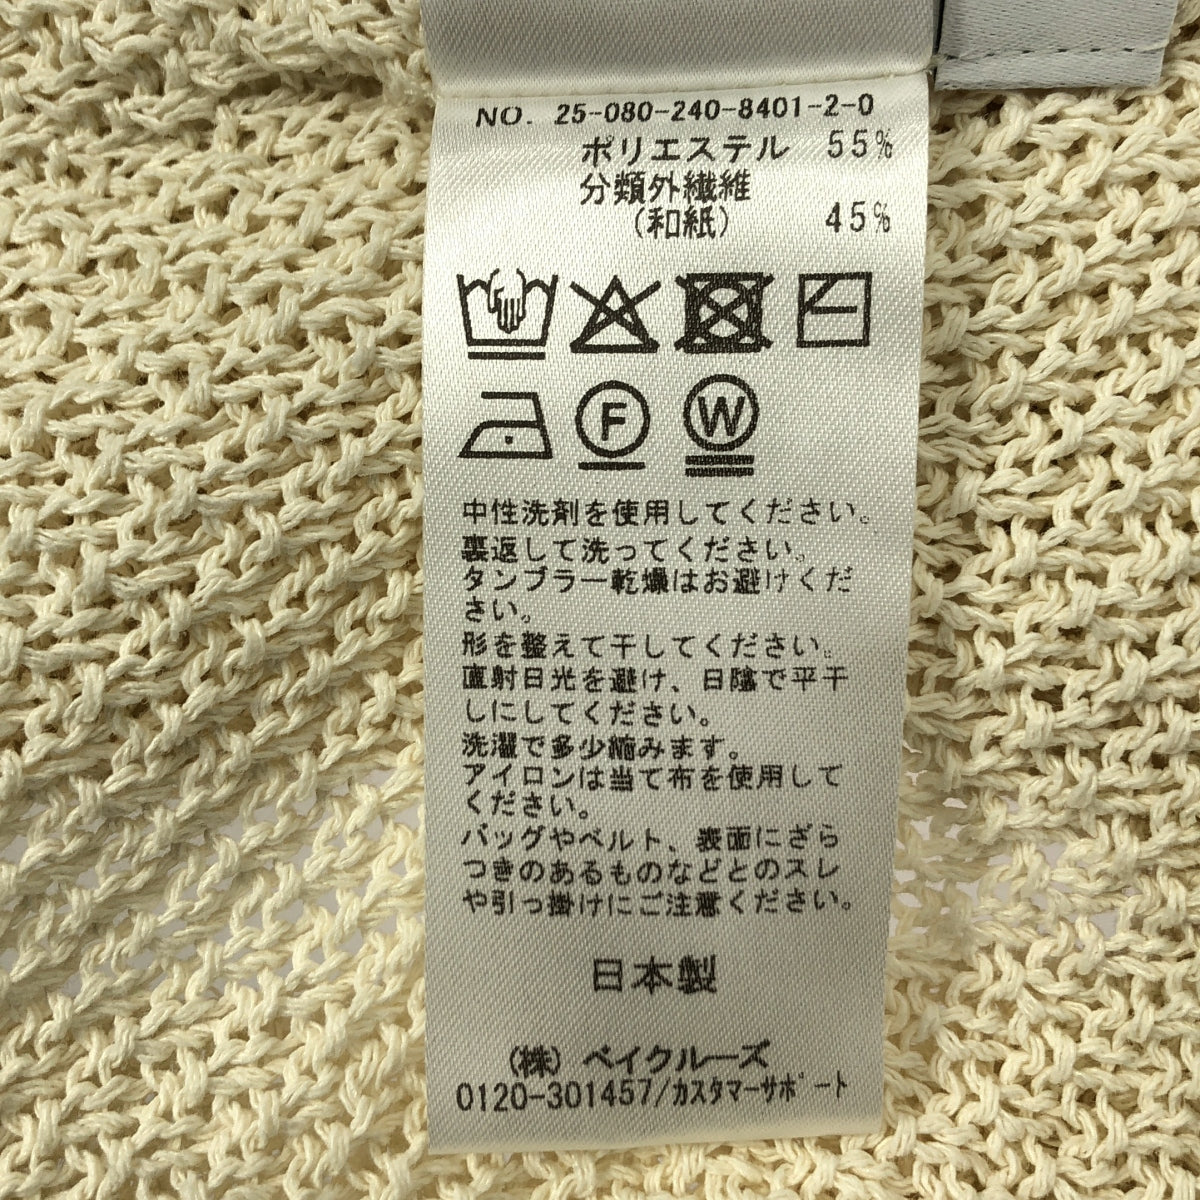 NO. 25-080-240-8401-2-0
ポリエステル 55%
分類外繊維
(和紙) 45%
F W
中性洗剤を使用してください。
裏返して洗ってください。
タンブラー乾燥はお避けくだ
さい。
形を整えて干してください。
直射日光を避け、日陰で平干
しにしてください。
洗濯で多少縮みます。
アイロンは当て布を使用して
ください。
バッグやベルト、表面にざら
つきのあるものなどとのスレ
や引っ掛けにご注意ください。
日本製
(株) ベイクルーズ
0120-301457/カスタマーサポート